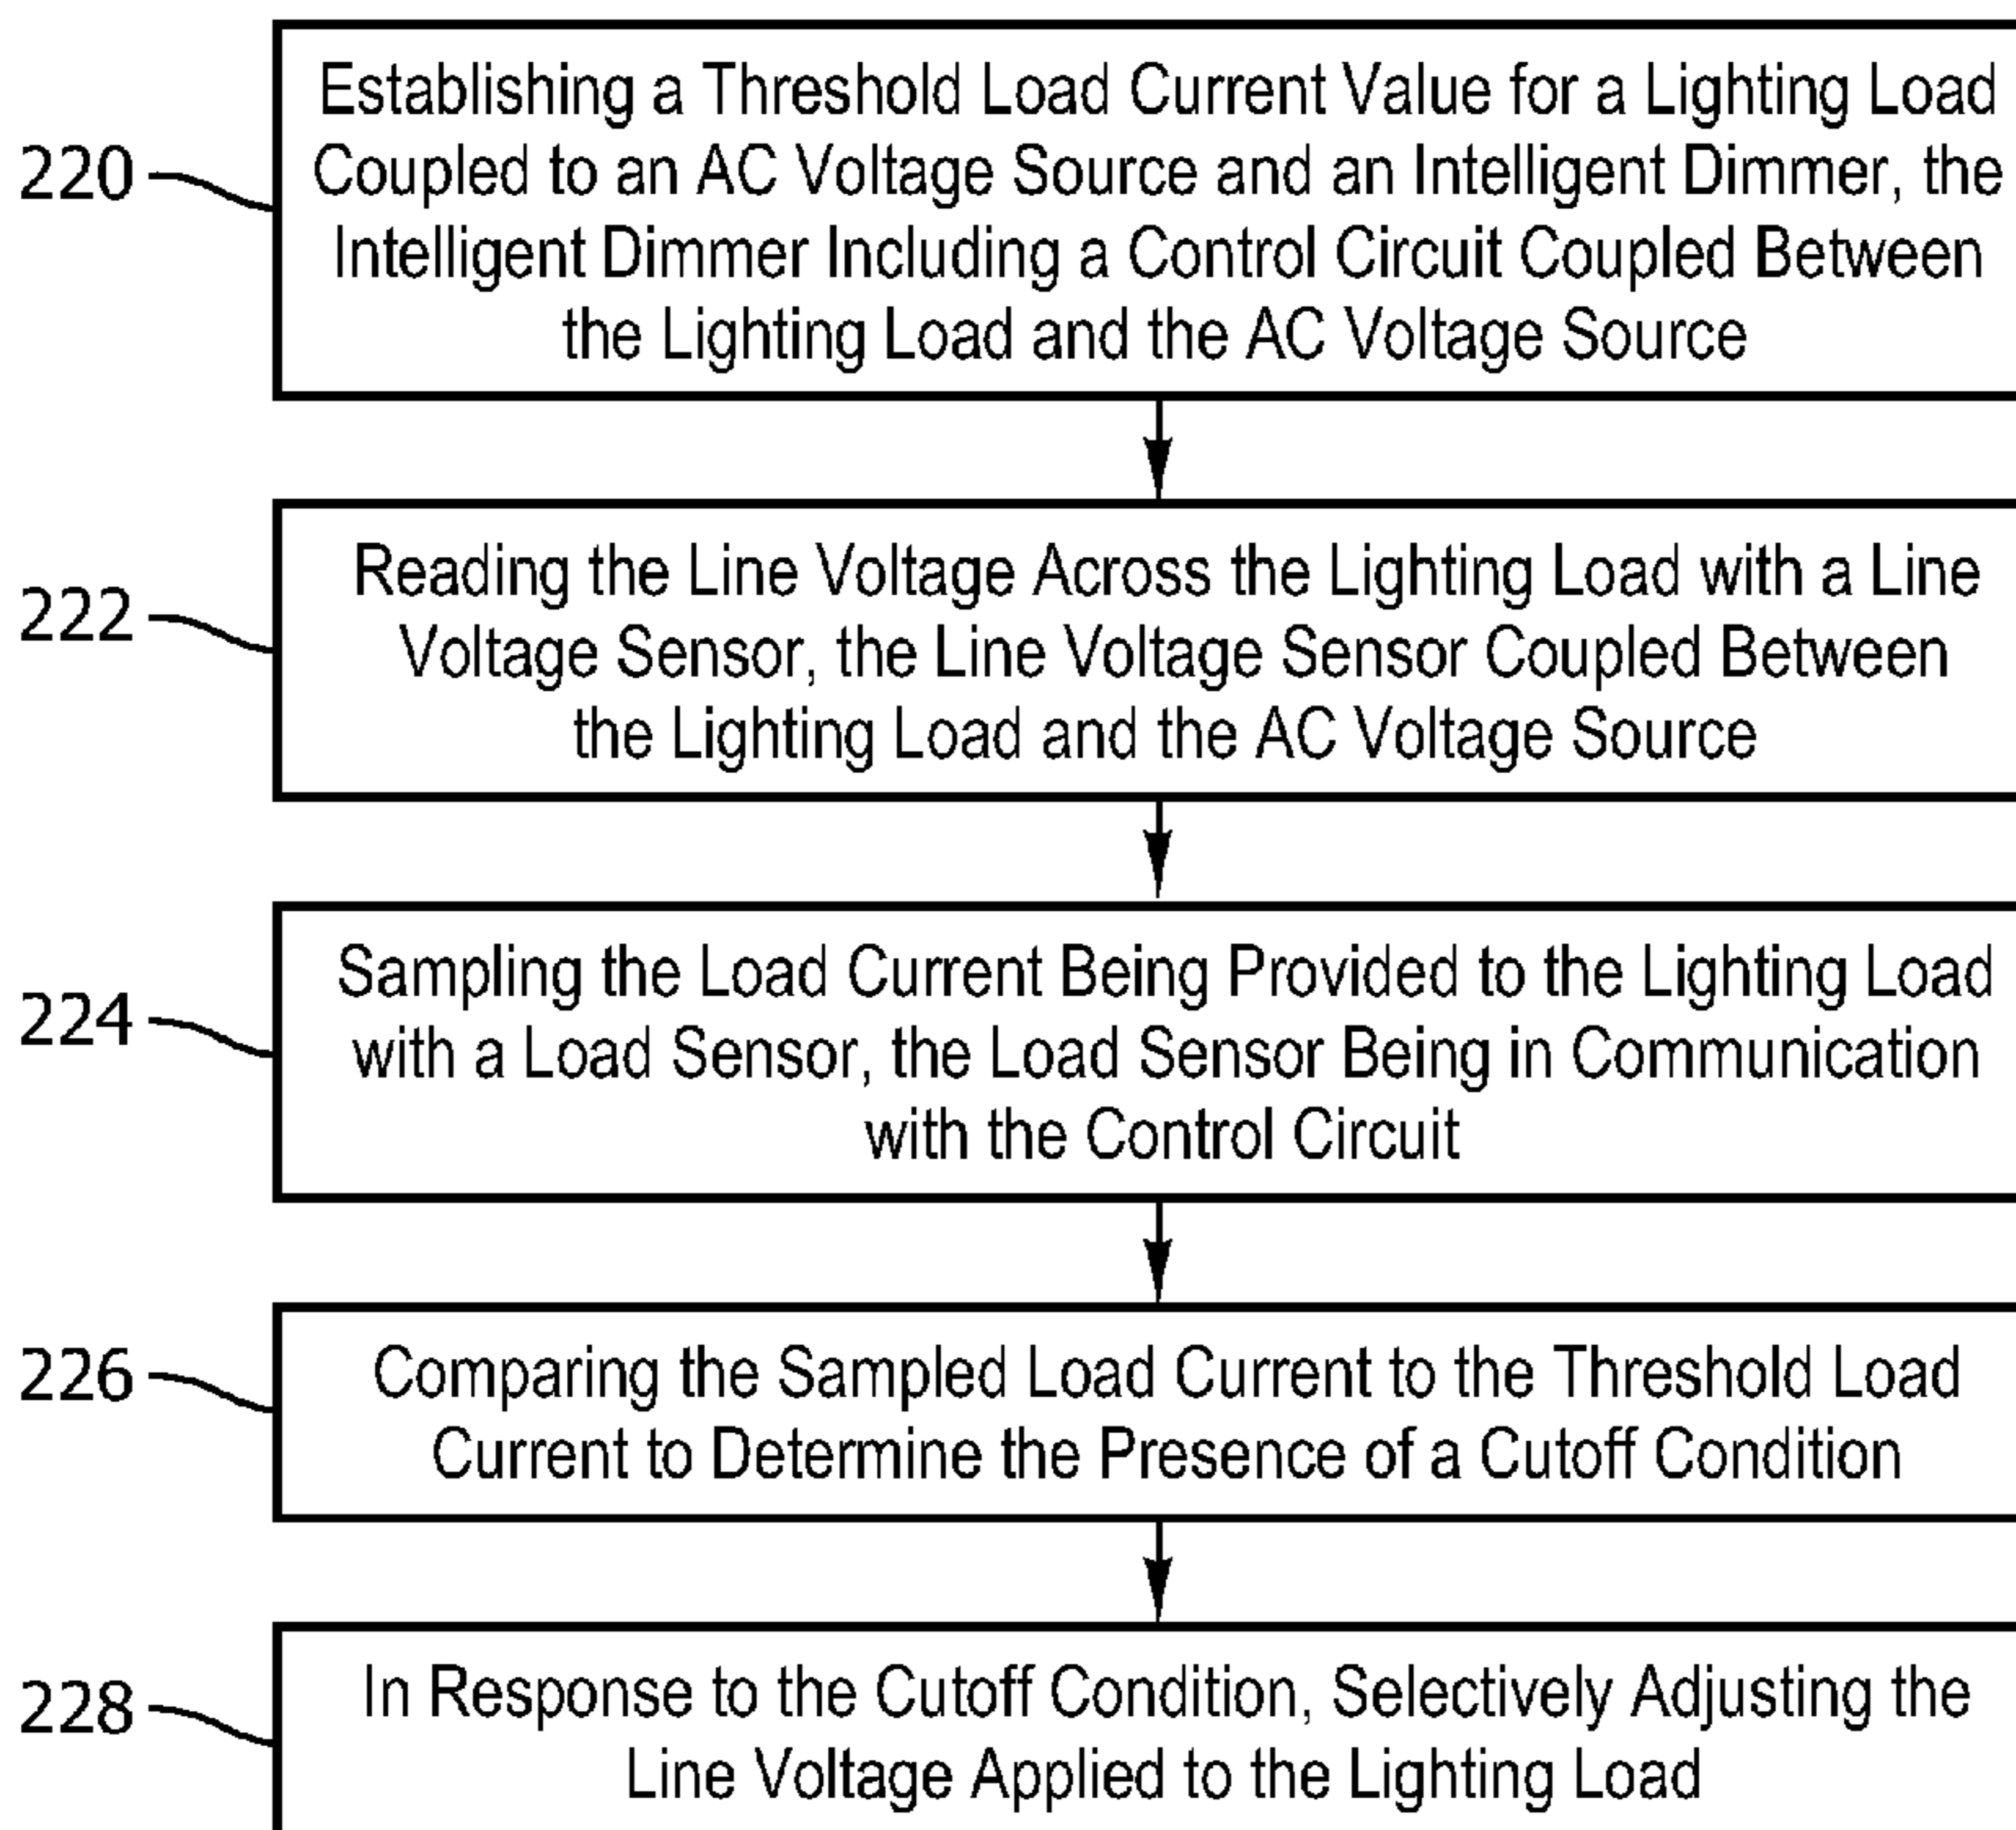 Establishing a Threshold Load Current Value for a Lighting Load
220
Coupled to an AC Voltage Source and an Intelligent Dimmer, the
Intelligent Dimmer Including a Control Circuit Coupled Between
the Lighting Load and the AC Voltage Source
Reading the Line Voltage Across the Lighting Load with a Line
222
Voltage Sensor, the Line Voltage Sensor Coupled Between
the Lighting Load and the AC Voltage Source
Sampling the Load Current Being Provided to the Lighting Load
224
with a Load Sensor, the Load Sensor Being in Communication
with the Control Circuit
226
Comparing the Sampled Load Current to the Threshold Load
Current to Determine the Presence of a Cutoff Condition
228
In Response to the Cutoff Condition, Selectively Adjusting the
Line Voltage Applied to the Lighting Load